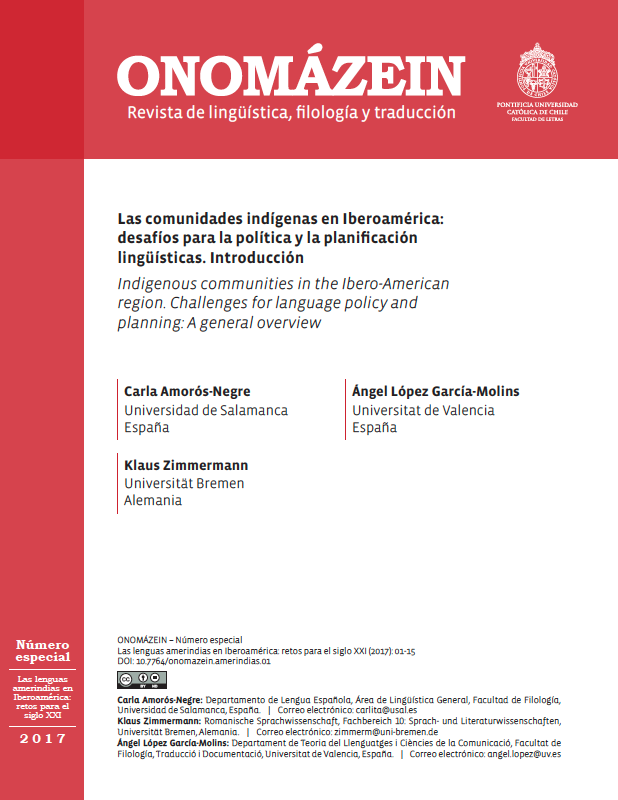 ONOMÁZEIN
Revista de lingüística, filología y traducción
PONTIFICIA UNIVERSIDAD
CATÓLICA DE CHILE
FACULTAD DE LETRAS
Las comunidades indígenas en Iberoamérica:
desafíos para la política y la planificación
lingüísticas. Introducción
Indigenous communities in the Ibero-American
region. Challenges for language policy and
planning: A general overview
Carla Amorós-Negre
Universidad de Salamanca
España
Ángel López García-Molins
Universitat de Valencia
España
Klaus Zimmermann
Universität Bremen
Alemania
Número
especial
Las lenguas
amerindias en
Iberoamérica:
retos para el
siglo XXI
2017
ONOMÁZEIN – Número especial
Las lenguas amerindias en Iberoamérica: retos para el siglo XXI (2017): 01-15
DOI: 10.7764/onomazein.amerindias.01
cc
BY ND
Carla Amorós-Negre: Departamento de Lengua Española, Área de Lingüística General, Facultad de Filología,
Universidad de Salamanca, España. | Correo electrónico: carlita@usal.es
Klaus Zimmermann: Romanische Sprachwissenschaft, Fachbereich 10: Sprach- und Literaturwissenschaften,
Universität Bremen, Alemania. | Correo electrónico: zimmerm@uni-bremen.de
Ángel López García-Molins: Departament de Teoria del Llenguatges i Ciències de la Comunicació, Facultat de
Filología, Traducció i Documentació, Universitat de Valencia, España. | Correo electrónico: angel.lopez@uv.es